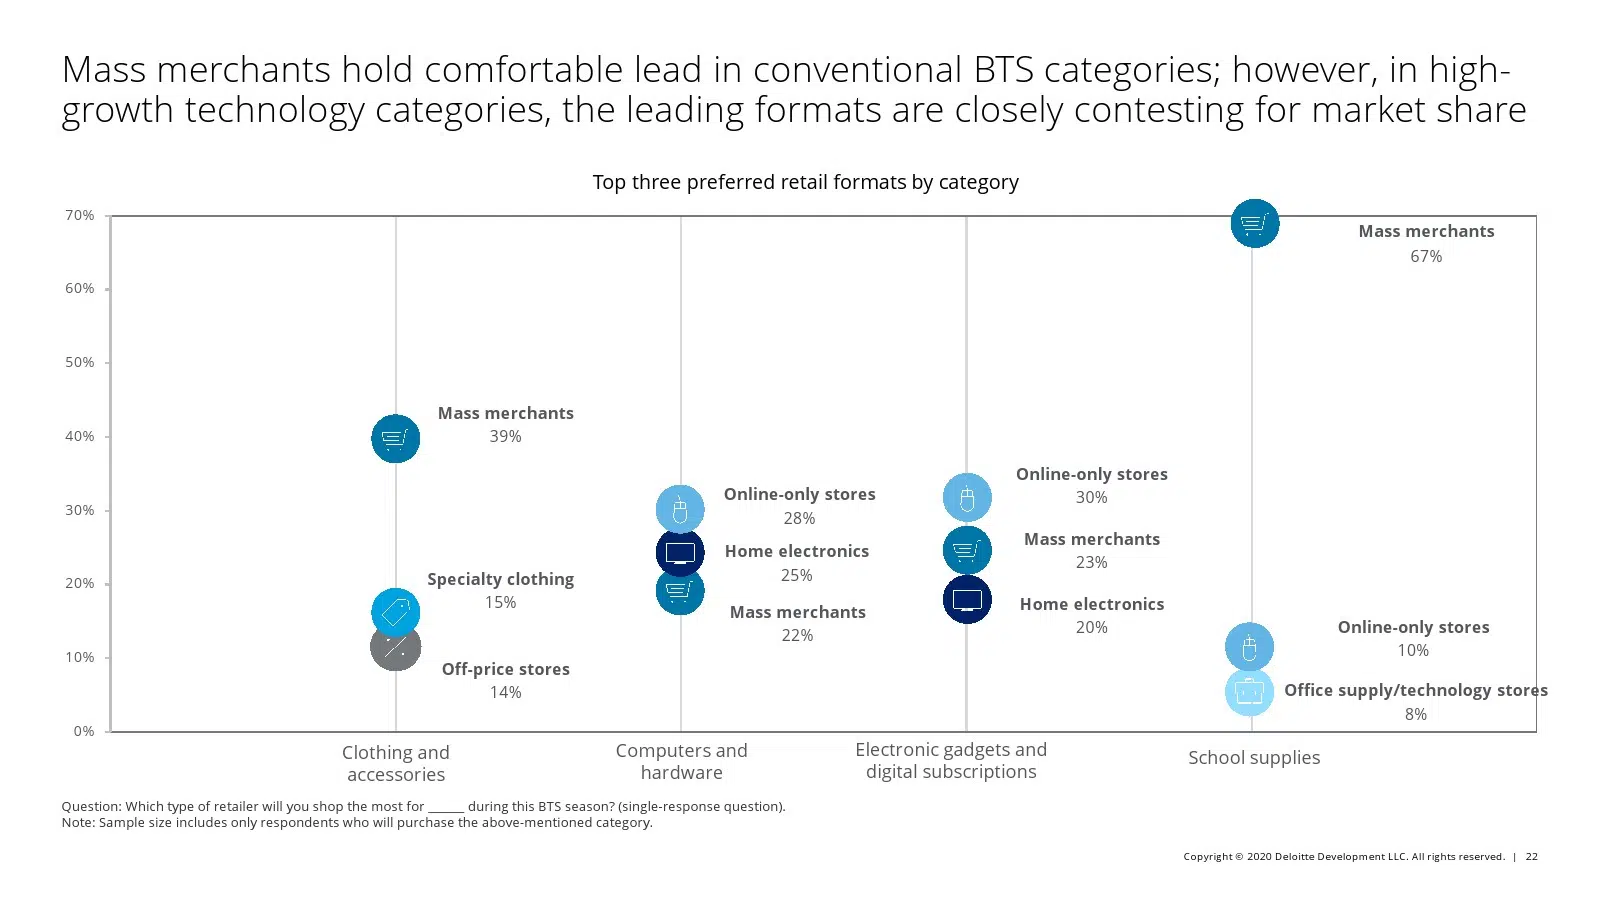 Mass merchants hold comfortable lead in conventional BTS categories; however, in high-
growth technology categories, the leading formats are closely contesting for market share
Top three preferred retail formats by category
70%
60%
50%
40%
30%
20%
10%
0%
Mass merchants
39%
Specialty clothing
15%
Off-price stores
14%
Online-only stores
28%
Home electronics
25%
Mass merchants
22%
Online-only stores
30%
Mass merchants
23%
Home electronics
20%
Mass merchants
67%
Online-only stores
10%
Office supply/technology stores
8%
Clothing and
accessories
Computers and
hardware
Electronic gadgets and
digital subscriptions
School supplies
Question: Which type of retailer will you shop the most for ______ during this BTS season? (single-response question).
Note: Sample size includes only respondents who will purchase the above-mentioned category.
Copyright © 2020 Deloitte Development LLC. All rights reserved. | 22